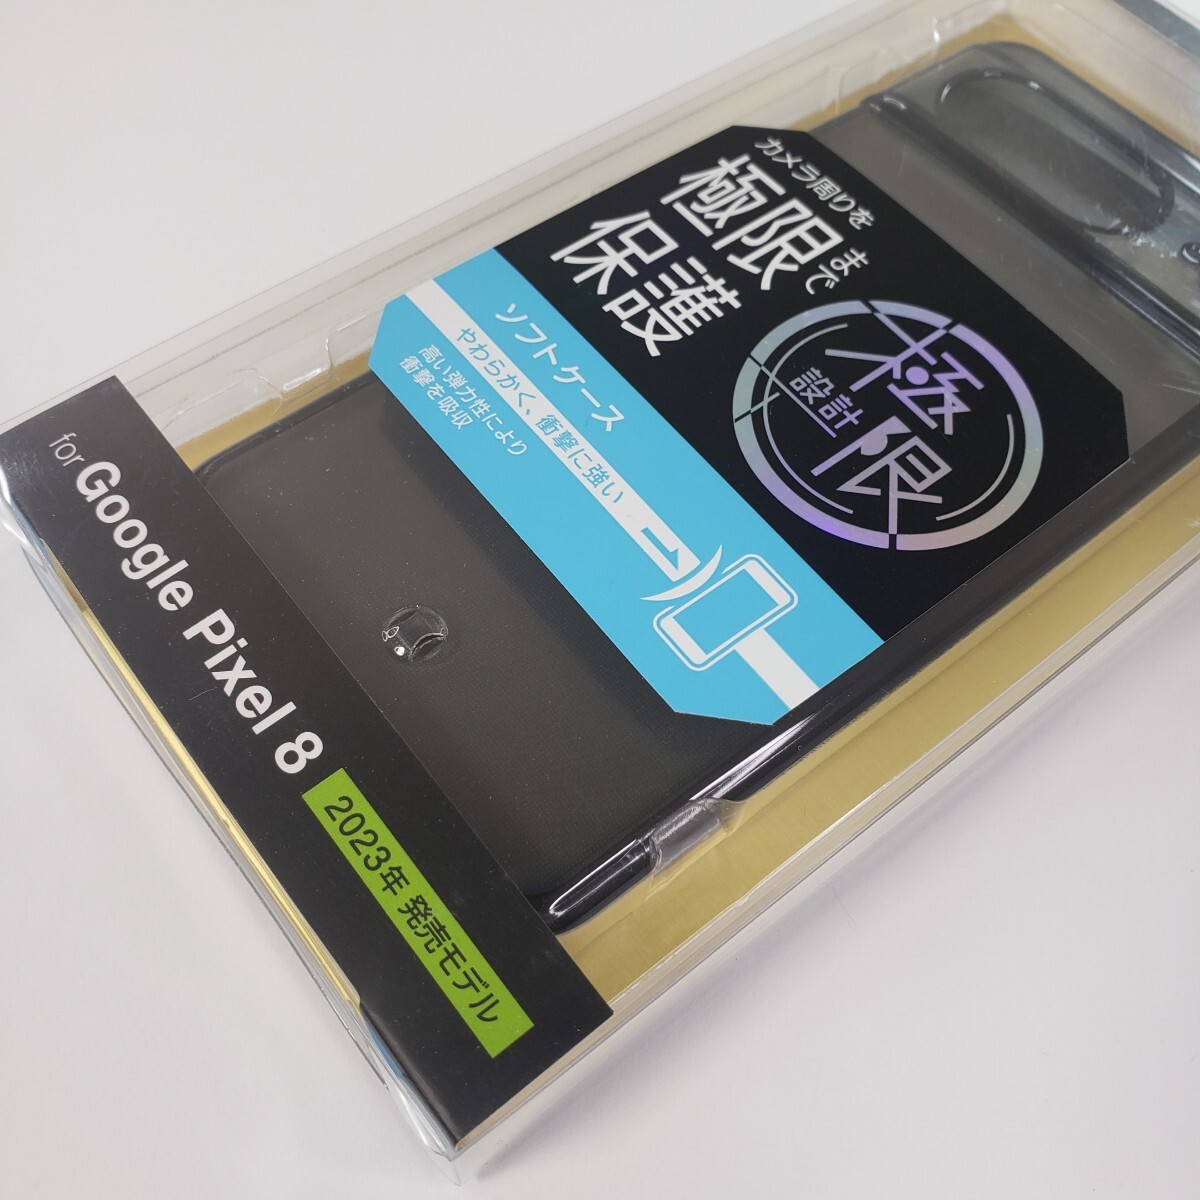 カメラ周りを
極限まで
保護
極限
設計
ソフトケース
やわらかく、衝撃に強い
高い弾力性により
衝撃を吸収
for Google Pixel 8
2023年 発売モデル